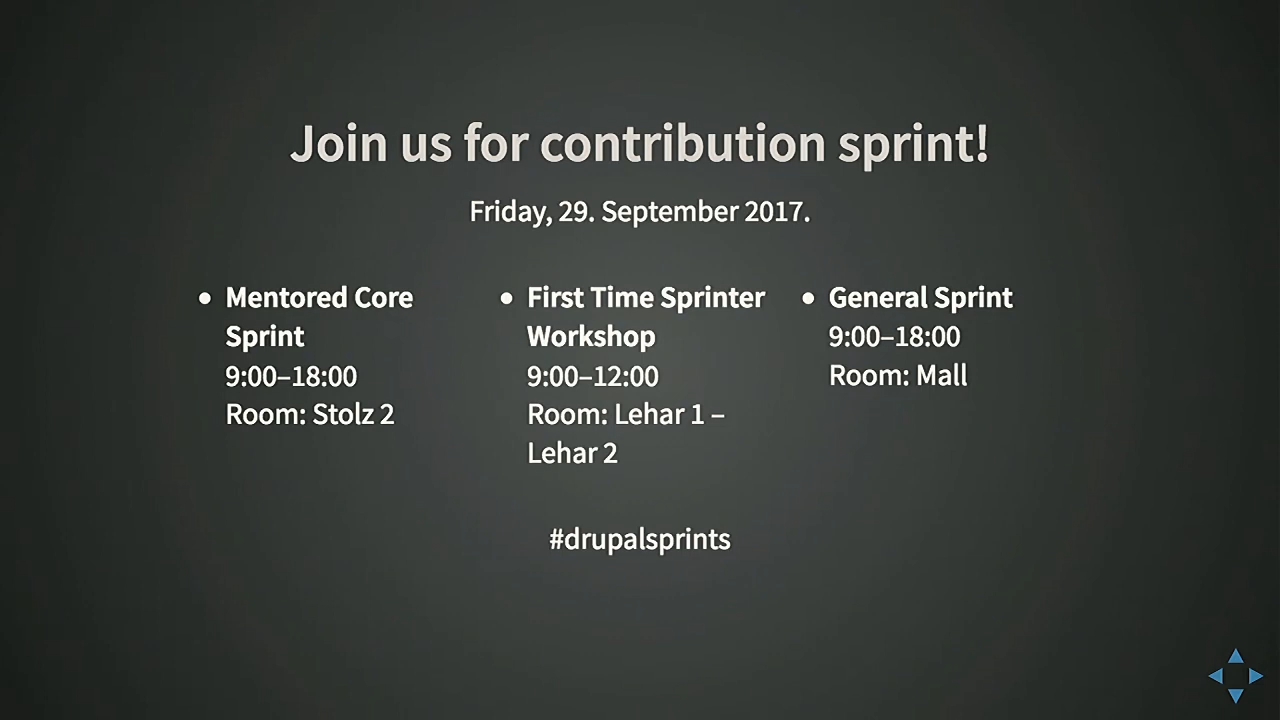 Join us for contribution sprint!
Friday, 29. September 2017.
• Mentored Core
Sprint
9:00–18:00
Room: Stolz 2
• First Time Sprinter
Workshop
9:00–12:00
Room: Lehar 1 –
Lehar 2
• General Sprint
9:00–18:00
Room: Mall
#drupalsprints